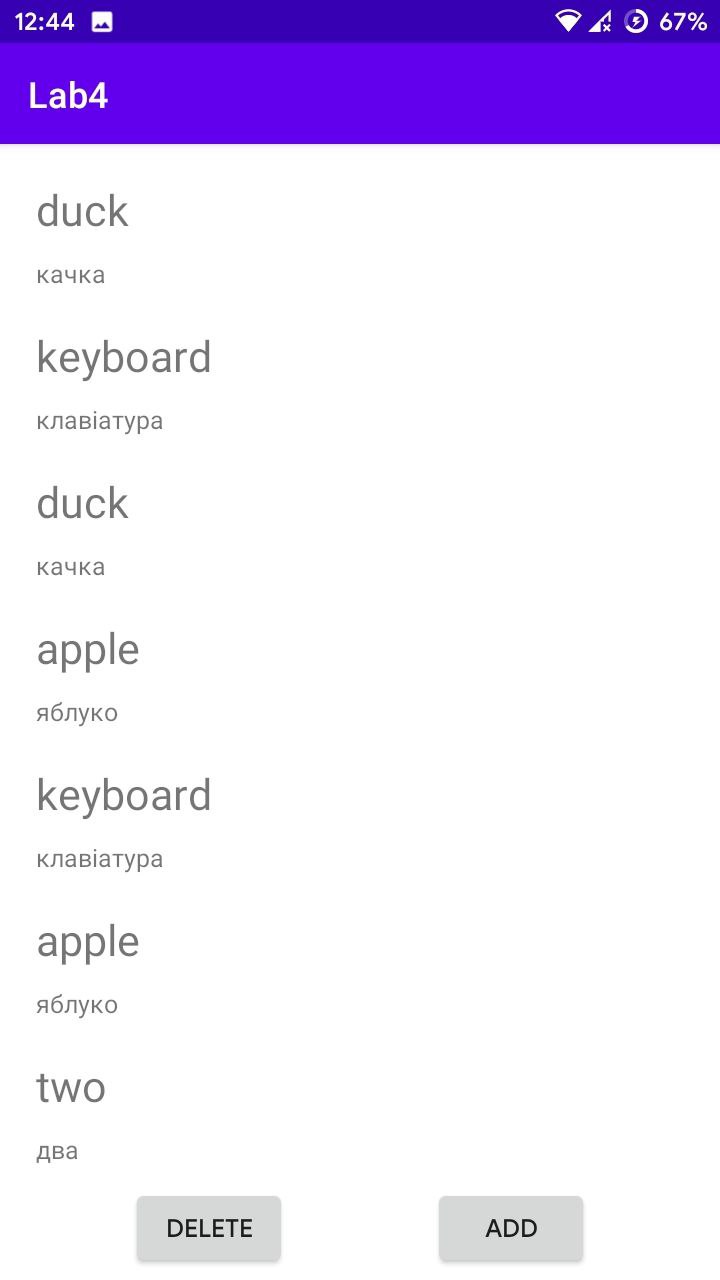 12:44 67%
Lab4
duck
качка
keyboard
клавіатура
duck
качка
apple
яблуко
keyboard
клавіатура
apple
яблуко
two
два
DELETE ADD